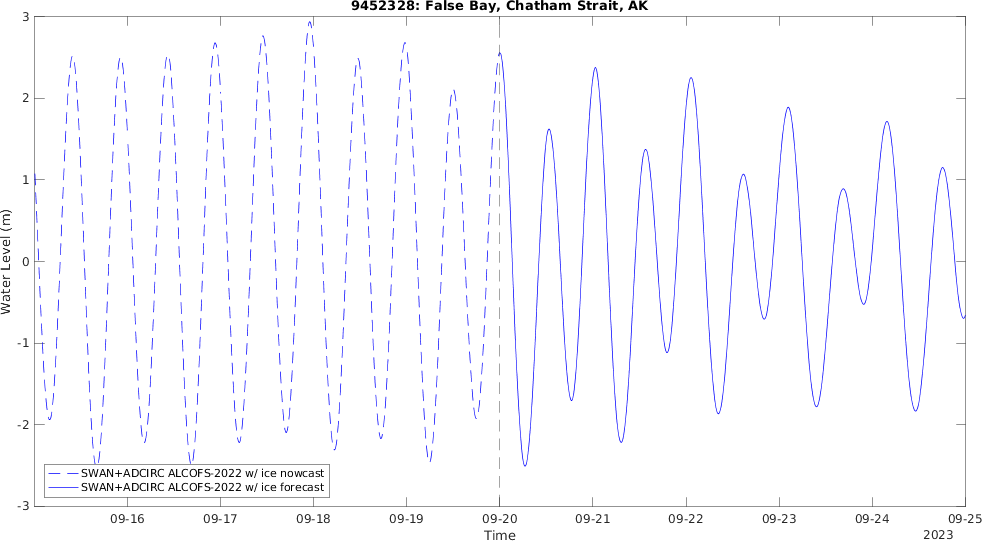 9452328: False Bay, Chatham Strait, AK
Water Level (m)
3
2
1
0
-1
-2
-3
SWAN+ADCIRC ALCOFS-2022 w/ ice nowcast
SWAN+ADCIRC ALCOFS-2022 w/ ice forecast
09-16 09-17 09-18 09-19 09-20 09-21 09-22 09-23 09-24 09-25
Time
2023